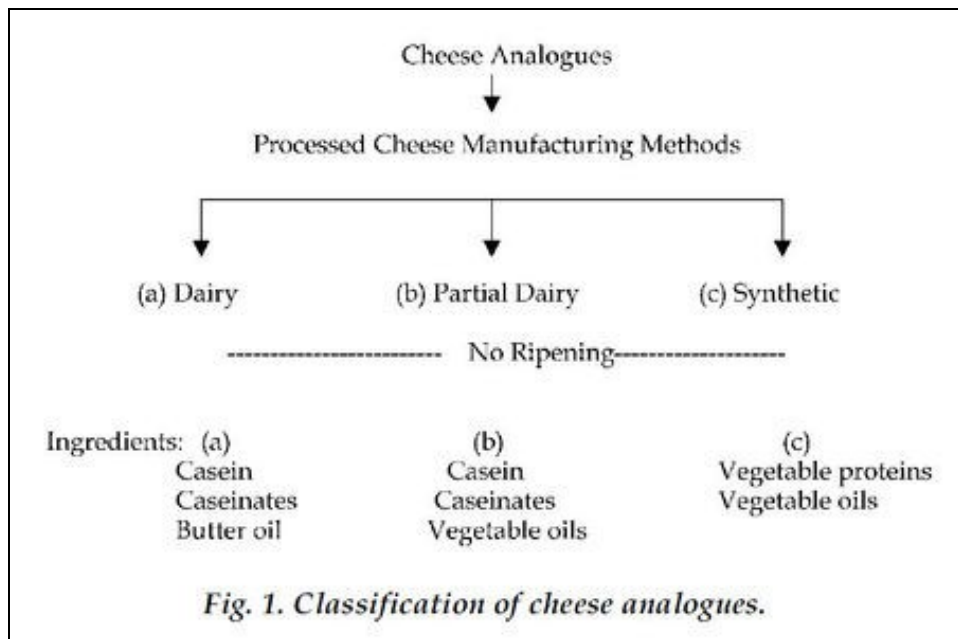 Cheese Analogues
Processed Cheese Manufacturing Methods
(a) Dairy (b) Partial Dairy (c) Synthetic
------------------------- No Ripening--------------------
Ingredients: (a) (b) (c)
Casein Casein Vegetable proteins
Caseinates Caseinates Vegetable oils
Butter oil Vegetable oils
Fig. 1. Classification of cheese analogues.